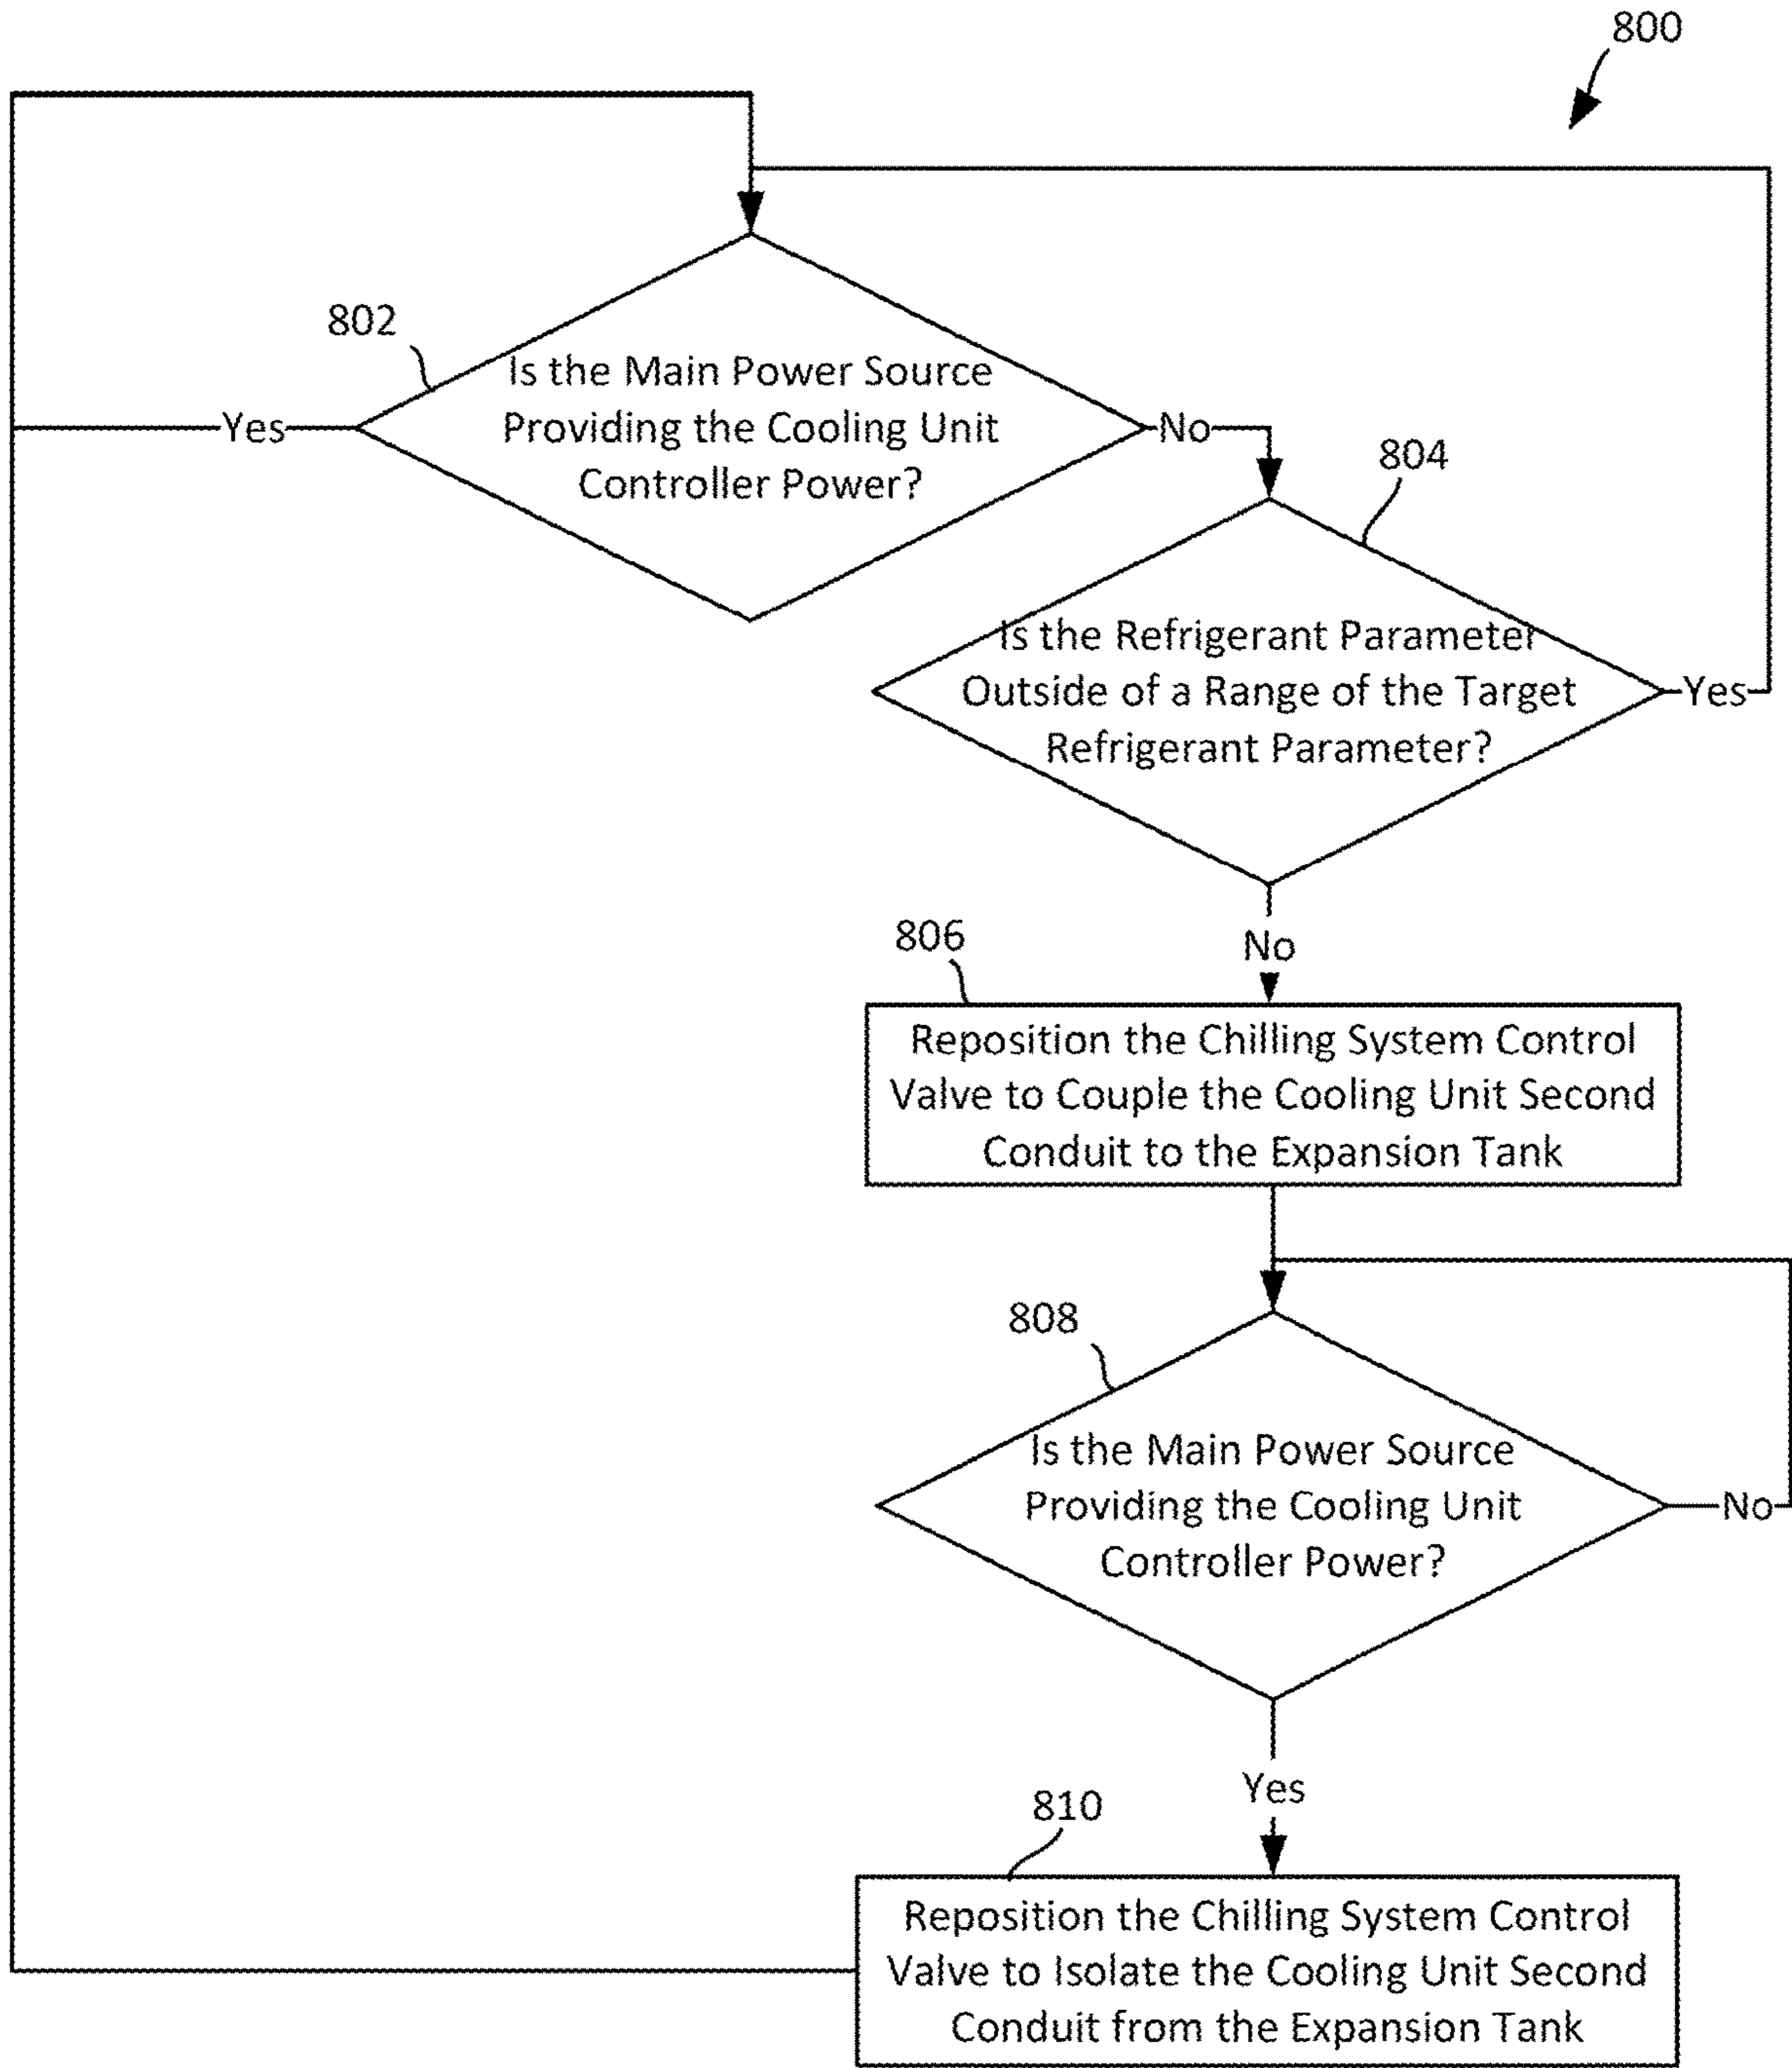 800
802
Is the Main Power Source
Providing the Cooling Unit
Controller Power?
Yes
No
804
Is the Refrigerant Parameter
Outside of a Range of the Target
Refrigerant Parameter?
Yes
No
806
Reposition the Chilling System Control
Valve to Couple the Cooling Unit Second
Conduit to the Expansion Tank
808
Is the Main Power Source
Providing the Cooling Unit
Controller Power?
No
Yes
810
Reposition the Chilling System Control
Valve to Isolate the Cooling Unit Second
Conduit from the Expansion Tank